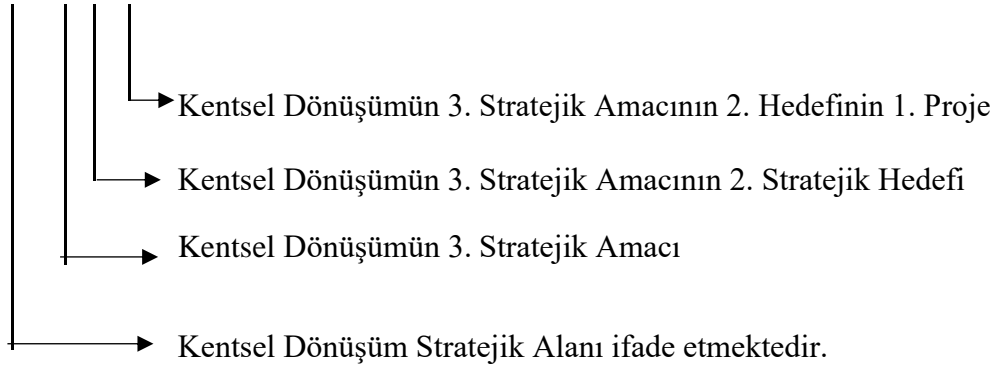 Kentsel Dönüşümün 3. Stratejik Amacının 2. Hedefinin 1. Proje
Kentsel Dönüşümün 3. Stratejik Amacının 2. Stratejik Hedefi
Kentsel Dönüşümün 3. Stratejik Amacı
Kentsel Dönüşüm Stratejik Alanı ifade etmektedir.